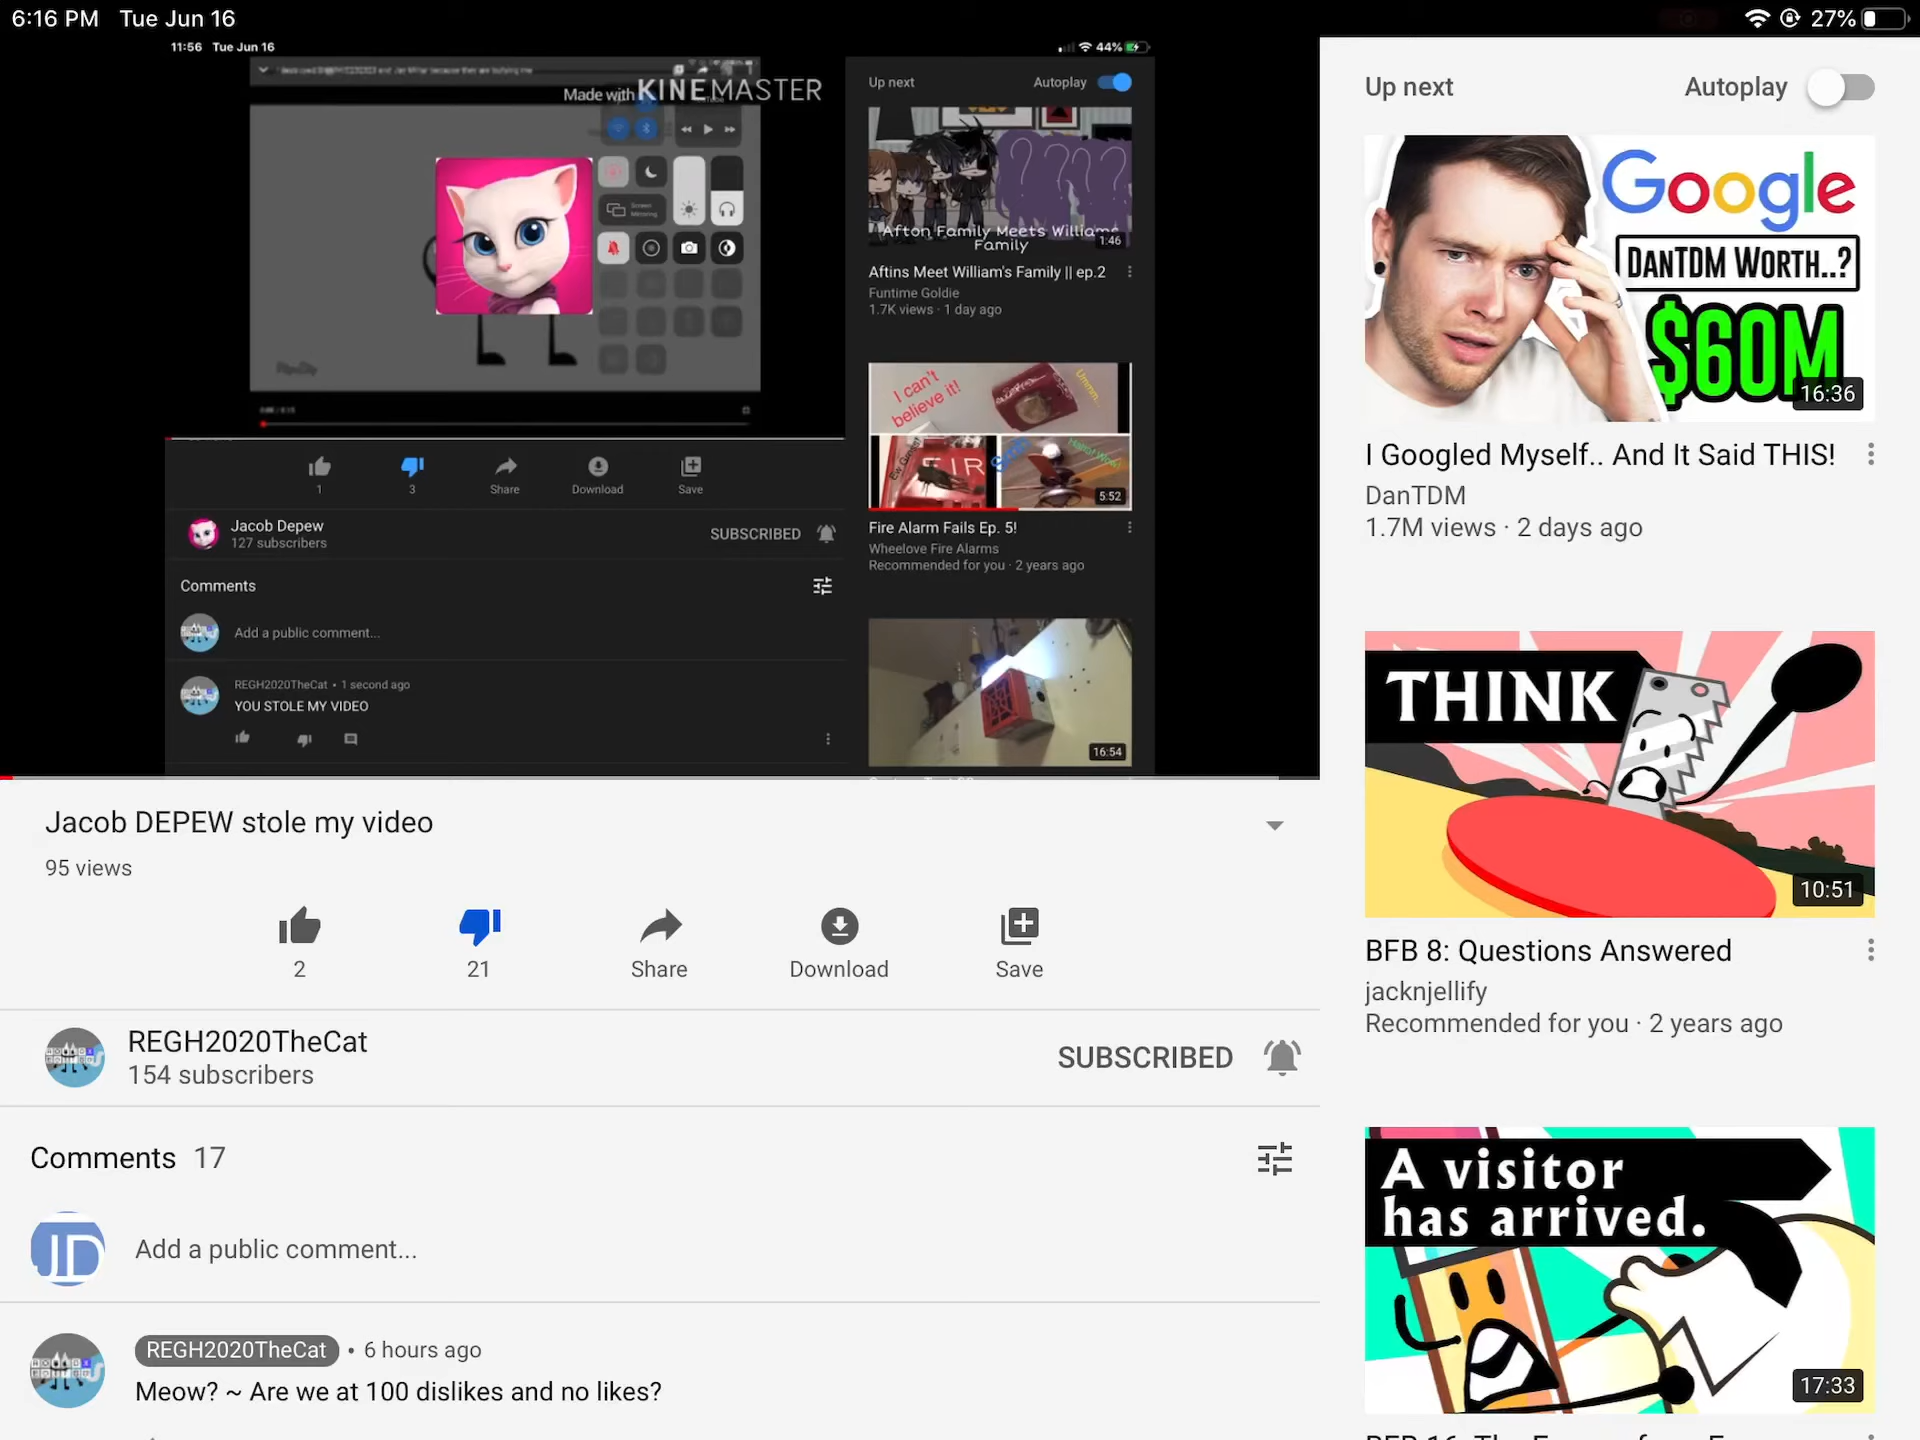 6:16 PM Tue Jun 16
27%
11:56 Tue Jun 16
44%
Made with KINEMASTER
Screen Mirroring
Up next
Autoplay
Afton Family Meets Williams Family
1:46
Aftins Meet William's Family || ep.2
Funtime Goldie
1.7K views · 1 day ago
I can't believe it!
Ummm..
5:52
Fire Alarm Fails Ep. 5!
Wheelove Fire Alarms
Recommended for you · 2 years ago
16:54
1
3
Share
Download
Save
Jacob Depew
127 subscribers
SUBSCRIBED
Comments
Add a public comment...
REGH2020TheCat • 1 second ago
YOU STOLE MY VIDEO
Jacob DEPEW stole my video
95 views
2
21
Share
Download
Save
REGH2020TheCat
154 subscribers
SUBSCRIBED
Comments 17
JD
Add a public comment...
REGH2020TheCat • 6 hours ago
Meow? ~ Are we at 100 dislikes and no likes?
Up next
Autoplay
Google
DANTDM WORTH..?
$60M
16:36
I Googled Myself.. And It Said THIS!
DanTDM
1.7M views · 2 days ago
THINK
10:51
BFB 8: Questions Answered
jacknjellify
Recommended for you · 2 years ago
A visitor
has arrived.
17:33